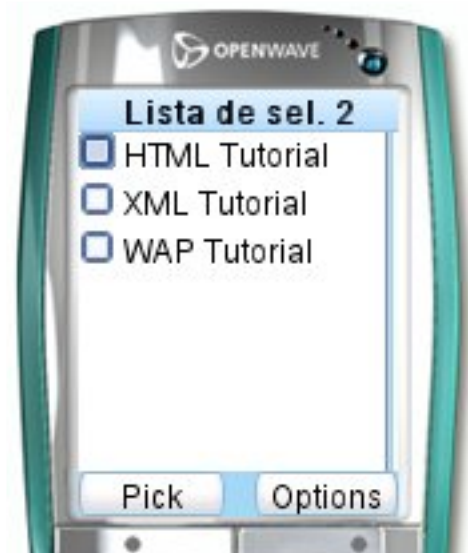 OPENWAVE
Lista de sel. 2
HTML Tutorial
XML Tutorial
WAP Tutorial
Pick Options